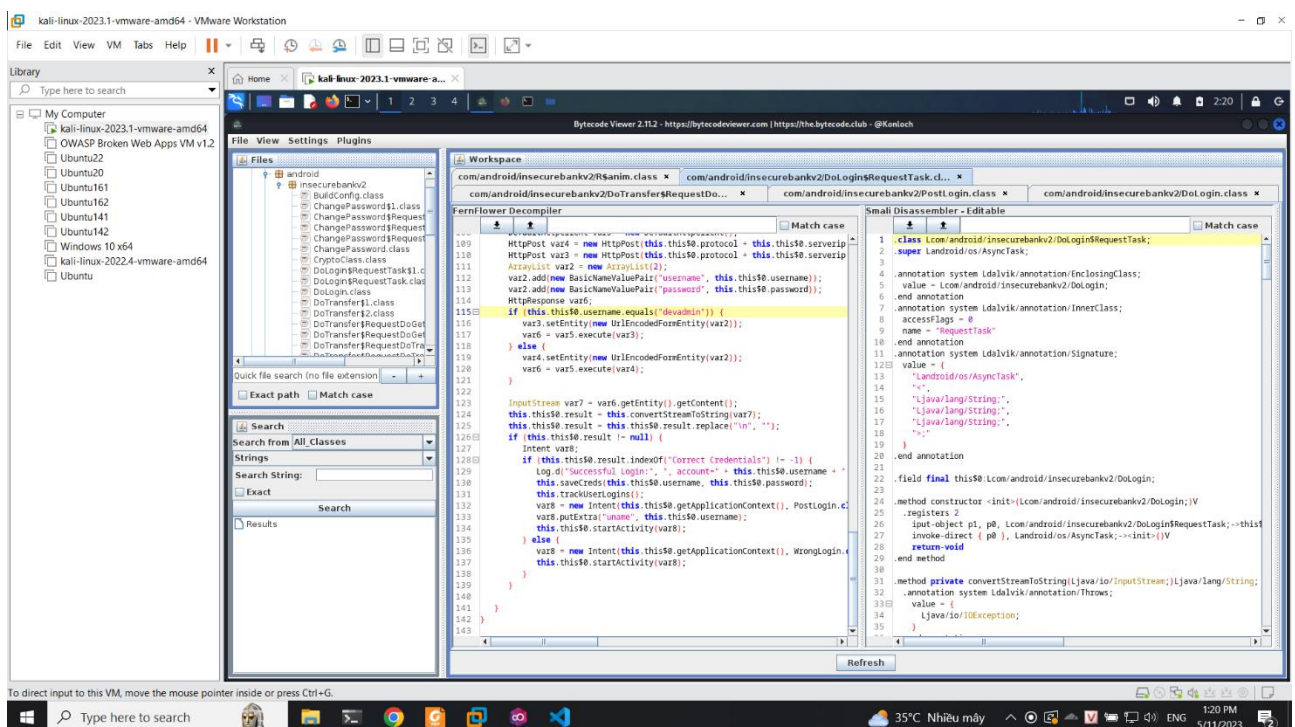 kali-linux-2023.1-vmware-amd64 - VMware Workstation
File Edit View VM Tabs Help
Library
Type here to search
My Computer
kali-linux-2023.1-vmware-amd64
OWASP Broken Web Apps VM v1.2
Ubuntu22
Ubuntu20
Ubuntu161
Ubuntu162
Ubuntu141
Ubuntu142
Windows 10 x64
kali-linux-2022.4-vmware-amd64
Ubuntu
Home
kali-linux-2023.1-vmware-a...
1 2 3 4
2:20
Bytecode Viewer 2.11.2 - https://bytecodeviewer.com | https://the.bytecode.club - @Konloch
File View Settings Plugins
Files
android
insecurebankv2
BuildConfig.class
ChangePassword$1.class
ChangePassword$Request
ChangePassword$Request
ChangePassword$Request
ChangePassword.class
CryptoClass.class
DoLogin$RequestTask$1.c
DoLogin$RequestTask.clas
DoLogin.class
DoTransfer$1.class
DoTransfer$2.class
DoTransfer$RequestDoGet
DoTransfer$RequestDoGet
DoTransfer$RequestDoTra
Quick file search (no file extension
- +
Exact path Match case
Search
Search from All_Classes
Strings
Search String:
Exact
Search
Results
Workspace
com/android/insecurebankv2/R$anim.class × com/android/insecurebankv2/DoLogin$RequestTask.cl... ×
com/android/insecurebankv2/DoTransfer$RequestDo... × com/android/insecurebankv2/PostLogin.class × com/android/insecurebankv2/DoLogin.class ×
FernFlower Decompiler
Match case
109 HttpPost var4 = new HttpPost(this.this$0.protocol + this.this$0.serverip
110 HttpPost var3 = new HttpPost(this.this$0.protocol + this.this$0.serverip
111 ArrayList var2 = new ArrayList(2);
112 var2.add(new BasicNameValuePair("username", this.this$0.username));
113 var2.add(new BasicNameValuePair("password", this.this$0.password));
114 HttpResponse var6;
115 if (this.this$0.username.equals("devadmin")) {
116 var3.setEntity(new UrlEncodedFormEntity(var2));
117 var6 = var5.execute(var3);
118 } else {
119 var4.setEntity(new UrlEncodedFormEntity(var2));
120 var6 = var5.execute(var4);
121 }
122
123 InputStream var7 = var6.getEntity().getContent();
124 this.this$0.result = this.convertStreamToString(var7);
125 this.this$0.result = this.this$0.result.replace("\n", "");
126 if (this.this$0.result != null) {
127 Intent var8;
128 if (this.this$0.result.indexOf("Correct Credentials") != -1) {
129 Log.d("Successful Login:", ", account=" + this.this$0.username + "
130 this.saveCreds(this.this$0.username, this.this$0.password);
131 this.trackUserLogins();
132 var8 = new Intent(this.this$0.getApplicationContext(), PostLogin.cl
133 var8.putExtra("uname", this.this$0.username);
134 this.this$0.startActivity(var8);
135 } else {
136 var8 = new Intent(this.this$0.getApplicationContext(), WrongLogin.
137 this.this$0.startActivity(var8);
138 }
139 }
140
141 }
142 }
143
Smali Disassembler - Editable
Match case
1 .class Lcom/android/insecurebankv2/DoLogin$RequestTask;
2 .super Landroid/os/AsyncTask;
3
4 .annotation system Ldalvik/annotation/EnclosingClass;
5 value = Lcom/android/insecurebankv2/DoLogin;
6 .end annotation
7 .annotation system Ldalvik/annotation/InnerClass;
8 accessFlags = 0
9 name = "RequestTask"
10 .end annotation
11 .annotation system Ldalvik/annotation/Signature;
12 value = {
13 "Landroid/os/AsyncTask",
14 "<",
15 "Ljava/lang/String;",
16 "Ljava/lang/String;",
17 "Ljava/lang/String;",
18 ">;"
19 }
20 .end annotation
21
22 .field final this$0:Lcom/android/insecurebankv2/DoLogin;
23
24 .method constructor <init>(Lcom/android/insecurebankv2/DoLogin;)V
25 .registers 2
26 iput-object p1, p0, Lcom/android/insecurebankv2/DoLogin$RequestTask;->this$
27 invoke-direct { p0 }, Landroid/os/AsyncTask;-><init>()V
28 return-void
29 .end method
30
31 .method private convertStreamToString(Ljava/io/InputStream;)Ljava/lang/String;
32 .annotation system Ldalvik/annotation/Throws;
33 value = {
34 Ljava/io/IOException;
35 }
Refresh
To direct input to this VM, move the mouse pointer inside or press Ctrl+G.
Type here to search
35°C Nhiều mây
ENG
1:20 PM
5/11/2023